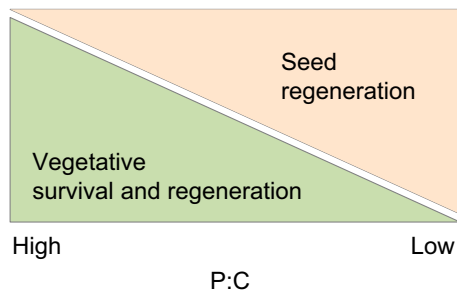 Seed
regeneration
Vegetative
survival and regeneration
High Low
P:C